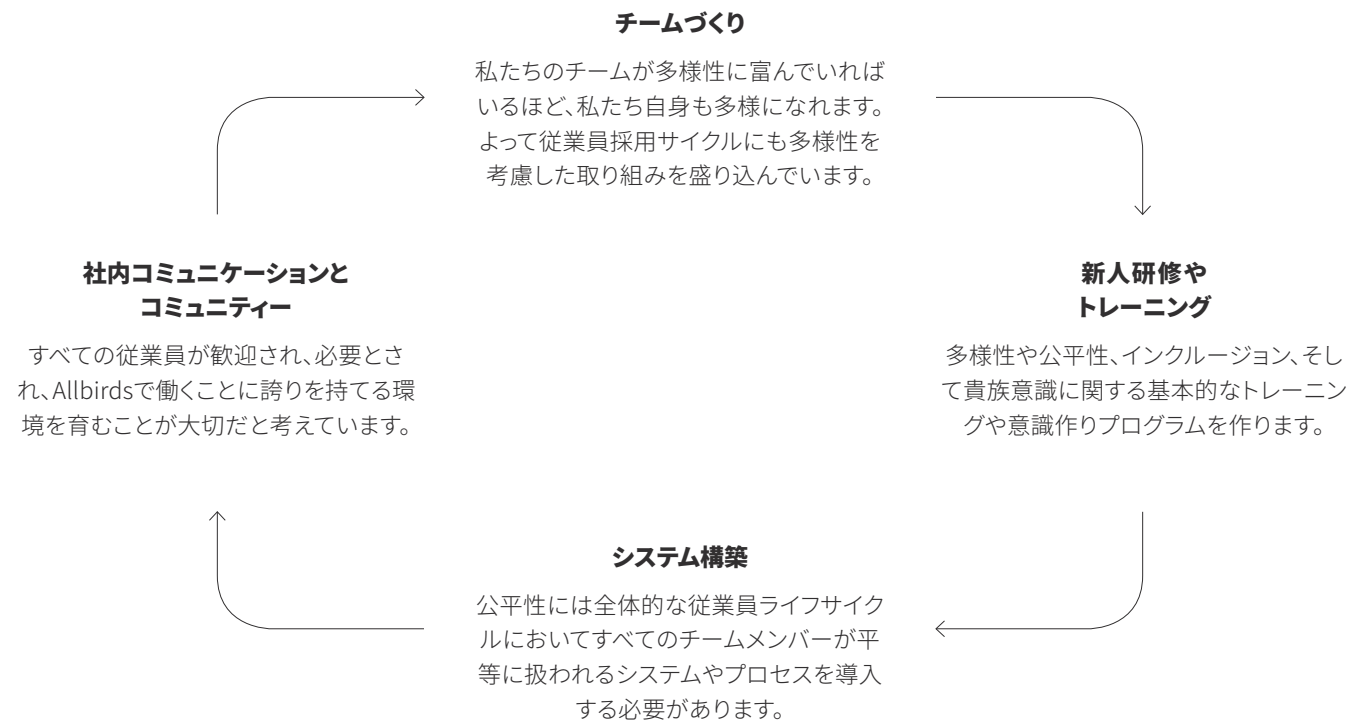 チームづくり
私たちのチームが多様性に富んでいれば
いるほど、私たち自身も多様になれます。
よって従業員採用サイクルにも多様性を
考慮した取り組みを盛り込んでいます。
社内コミュニケーションと
コミュニティー
すべての従業員が歓迎され、必要とさ
れ、Allbirdsで働くことに誇りを持てる環
境を育むことが大切だと考えています。
新人研修や
トレーニング
多様性や公平性、インクルージョン、そし
て貴族意識に関する基本的なトレーニン
グや意識作りプログラムを作ります。
システム構築
公平性には全体的な従業員ライフサイク
ルにおいてすべてのチームメンバーが平
等に扱われるシステムやプロセスを導入
する必要があります。